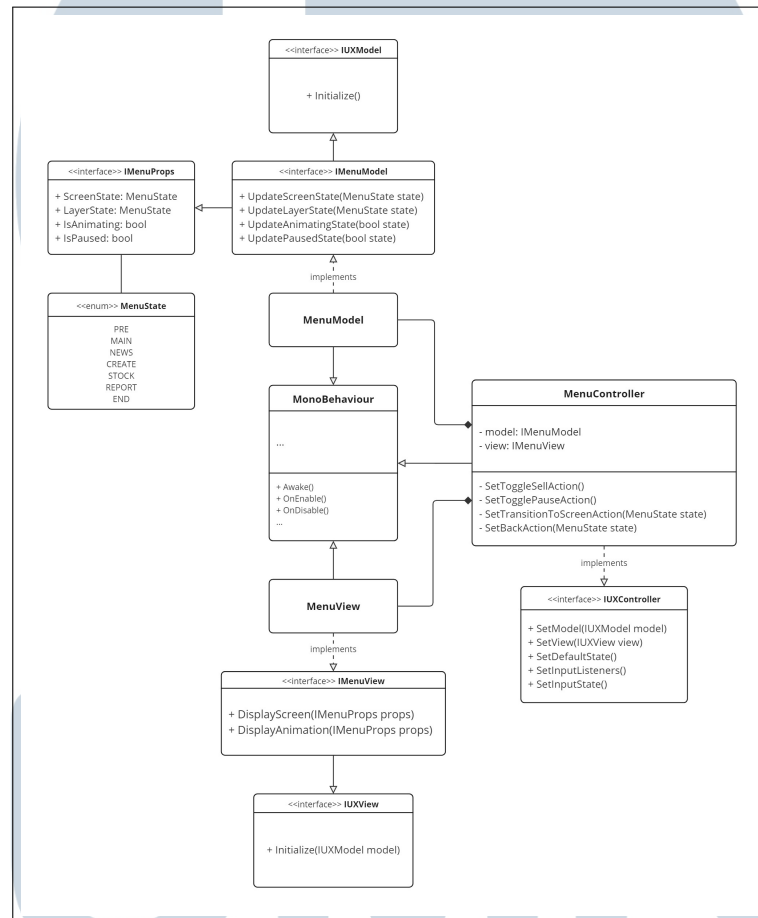 <<interface>> IUXModel
+ Initialize()
<<interface>> IMenuProps
+ ScreenState: MenuState
+ LayerState: MenuState
+ IsAnimating: bool
+ IsPaused: bool
<<interface>> IMenuModel
+ UpdateScreenState(MenuState state)
+ UpdateLayerState(MenuState state)
+ UpdateAnimatingState(bool state)
+ UpdatePausedState(bool state)
implements
<<enum>> MenuState
PRE
MAIN
NEWS
CREATE
STOCK
REPORT
END
MenuModel
MonoBehaviour
...
+ Awake()
+ OnEnable()
+ OnDisable()
...
MenuController
- model: IMenuModel
- view: IMenuView
- SetToggleSellAction()
- SetTogglePauseAction()
- SetTransitionToScreenAction(MenuState state)
- SetBackAction(MenuState state)
implements
<<interface>> IUXController
+ SetModel(IUXModel model)
+ SetView(IUXView view)
+ SetDefaultState()
+ SetInputListeners()
+ SetInputState()
MenuView
implements
<<interface>> IMenuView
+ DisplayScreen(IMenuProps props)
+ DisplayAnimation(IMenuProps props)
<<interface>> IUXView
+ Initialize(IUXModel model)